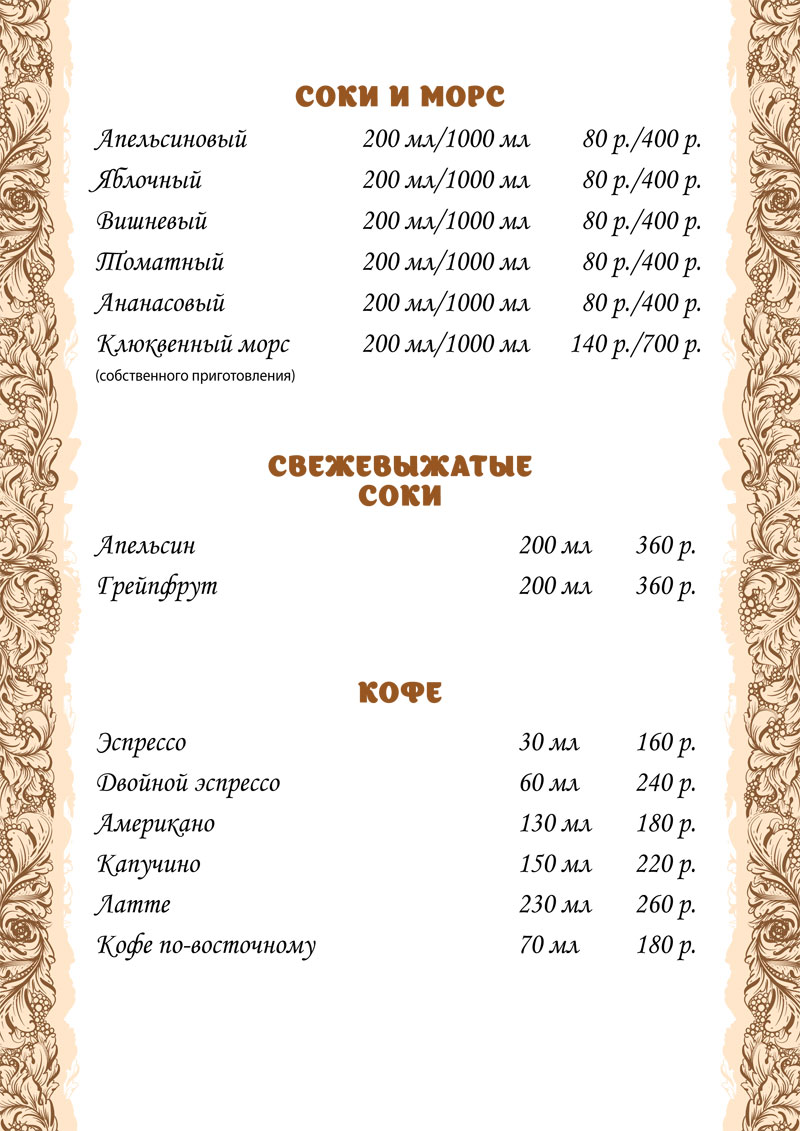 СОКИ И МОРС
Апельсиновый 200 мл/1000 мл 80 р./400 р.
Яблочный 200 мл/1000 мл 80 р./400 р.
Вишневый 200 мл/1000 мл 80 р./400 р.
Томатный 200 мл/1000 мл 80 р./400 р.
Ананасовый 200 мл/1000 мл 80 р./400 р.
Клюквенный морс 200 мл/1000 мл 140 р./700 р.
(собственного приготовления)
СВЕЖЕВЫЖАТЫЕ
СОКИ
Апельсин 200 мл 360 р.
Грейпфрут 200 мл 360 р.
КОФЕ
Эспрессо 30 мл 160 р.
Двойной эспрессо 60 мл 240 р.
Американо 130 мл 180 р.
Капучино 150 мл 220 р.
Латте 230 мл 260 р.
Кофе по-восточному 70 мл 180 р.